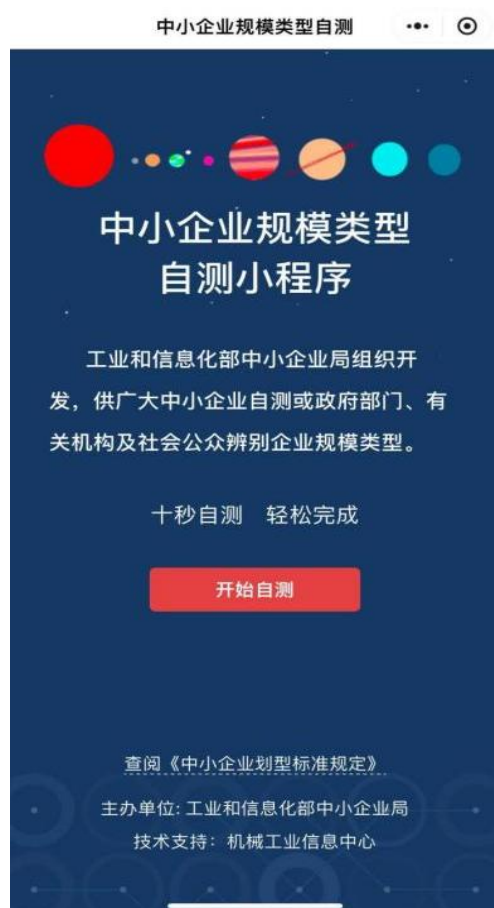 中小企业规模类型自测
中小企业规模类型
自测小程序
工业和信息化部中小企业局组织开
发，供广大中小企业自测或政府部门、有
关机构及社会公众辨别企业规模类型。
十秒自测 轻松完成
开始自测
查阅《中小企业划型标准规定》
主办单位：工业和信息化部中小企业局
技术支持：机械工业信息中心